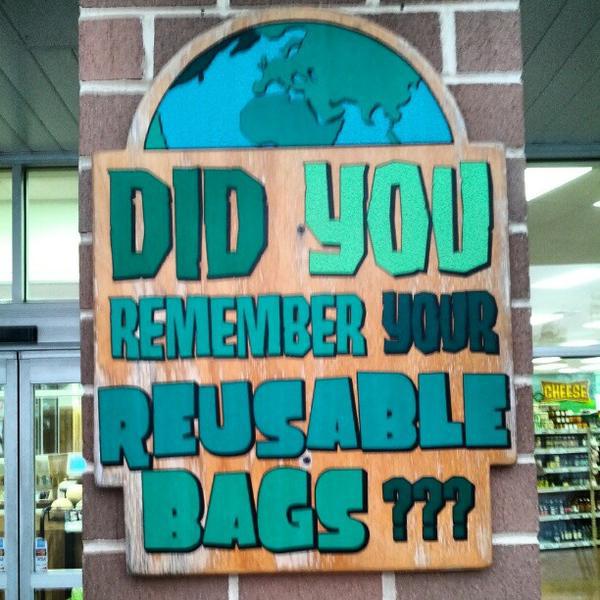 DID YOU
REMEMBER YOUR
REUSABLE
BAGS ???
CHEESE